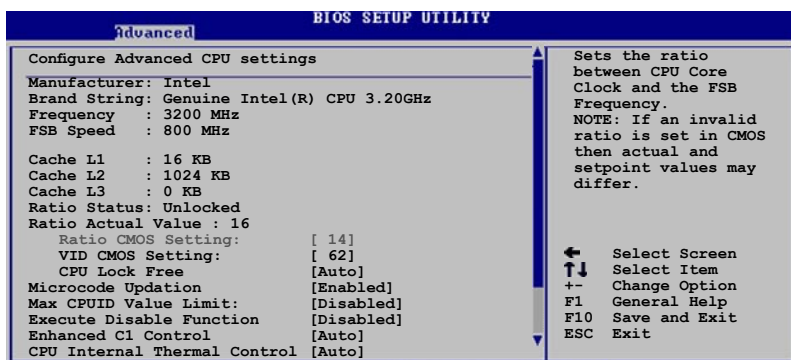 BIOS SETUP UTILITY
Advanced
Configure Advanced CPU settings
Manufacturer: Intel
Brand String: Genuine Intel(R) CPU 3.20GHz
Frequency : 3200 MHz
FSB Speed : 800 MHz
Cache L1 : 16 KB
Cache L2 : 1024 KB
Cache L3 : 0 KB
Ratio Status: Unlocked
Ratio Actual Value : 16
Ratio CMOS Setting: [ 14]
VID CMOS Setting: [ 62]
CPU Lock Free [Auto]
Microcode Updation [Enabled]
Max CPUID Value Limit: [Disabled]
Execute Disable Function [Disabled]
Enhanced C1 Control [Auto]
CPU Internal Thermal Control [Auto]
Sets the ratio
between CPU Core
Clock and the FSB
Frequency.
NOTE: If an invalid
ratio is set in CMOS
then actual and
setpoint values may
differ.
← Select Screen
↑↓ Select Item
+- Change Option
F1 General Help
F10 Save and Exit
ESC Exit